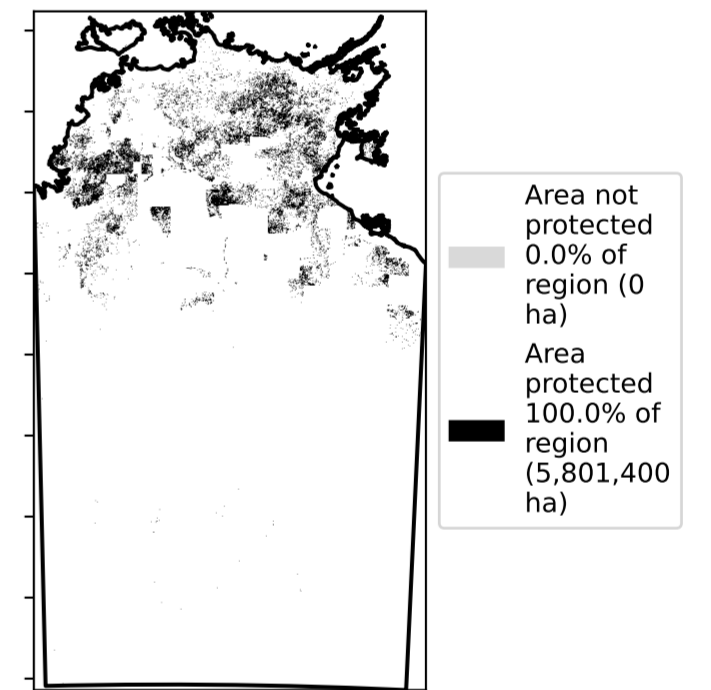 Area not
protected
0.0% of
region (0
ha)
Area
protected
100.0% of
region
(5,801,400
ha)